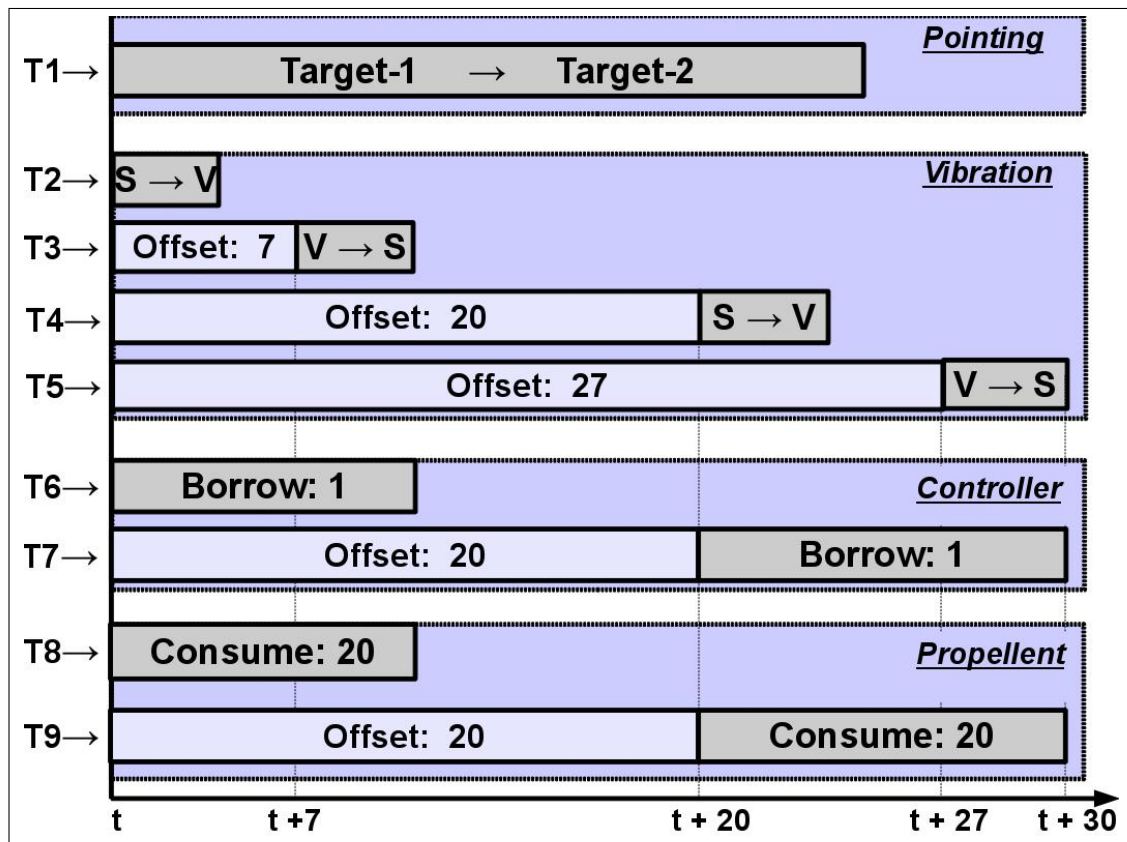 Pointing
T1→ Target-1 → Target-2
Vibration
T2→ S → V
T3→ Offset: 7 V → S
T4→ Offset: 20 S → V
T5→ Offset: 27 V → S
T6→ Borrow: 1 Controller
T7→ Offset: 20 Borrow: 1
T8→ Consume: 20 Propellent
T9→ Offset: 20 Consume: 20
t t +7 t + 20 t + 27 t + 30